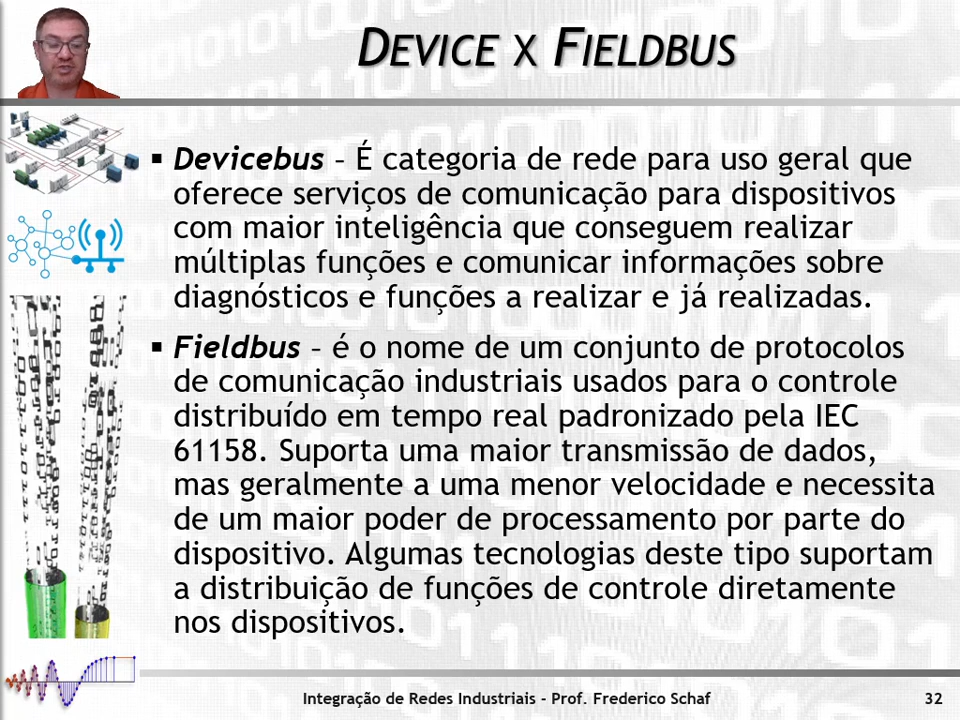 DEVICE X FIELDBUS
▪ Devicebus – É categoria de rede para uso geral que
oferece serviços de comunicação para dispositivos
com maior inteligência que conseguem realizar
múltiplas funções e comunicar informações sobre
diagnósticos e funções a realizar e já realizadas.
▪ Fieldbus – é o nome de um conjunto de protocolos
de comunicação industriais usados para o controle
distribuído em tempo real padronizado pela IEC
61158. Suporta uma maior transmissão de dados,
mas geralmente a uma menor velocidade e necessita
de um maior poder de processamento por parte do
dispositivo. Algumas tecnologias deste tipo suportam
a distribuição de funções de controle diretamente
nos dispositivos.
Integração de Redes Industriais - Prof. Frederico Schaf 32